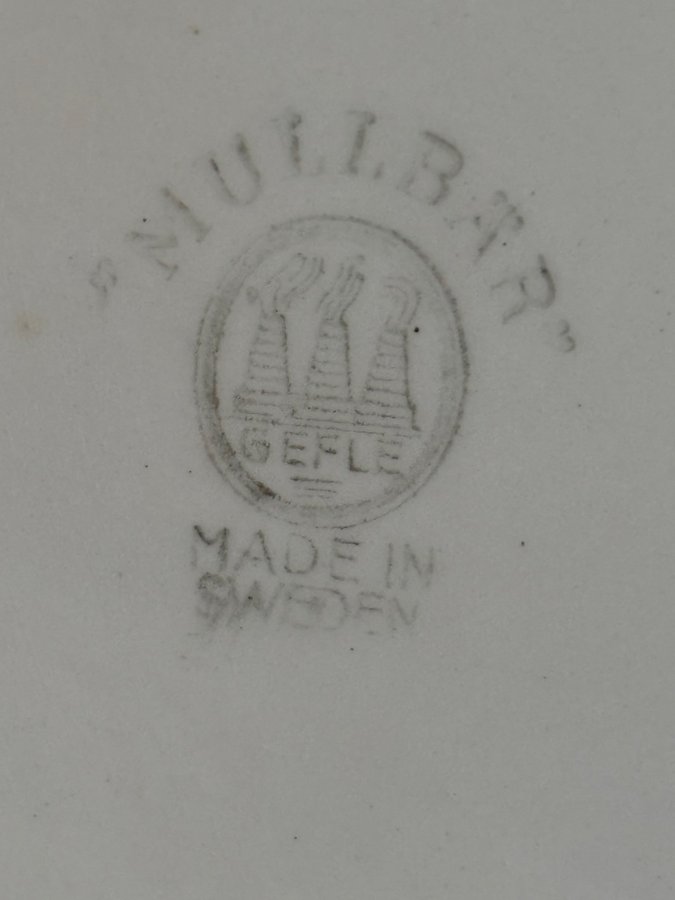 "MULLBÄR"
GEFLE
MADE IN
SWEDEN